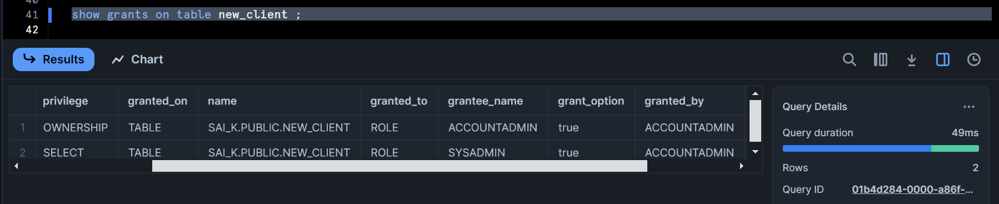 40
41 show grants on table new_client ;
42
Results Chart
privilege granted_on name granted_to grantee_name grant_option granted_by
1 OWNERSHIP TABLE SAI_K.PUBLIC.NEW_CLIENT ROLE ACCOUNTADMIN true ACCOUNTADMIN
2 SELECT TABLE SAI_K.PUBLIC.NEW_CLIENT ROLE SYSADMIN true ACCOUNTADMIN
Query Details ...
Query duration 49ms
Rows 2
Query ID 01b4d284-0000-a86f-...